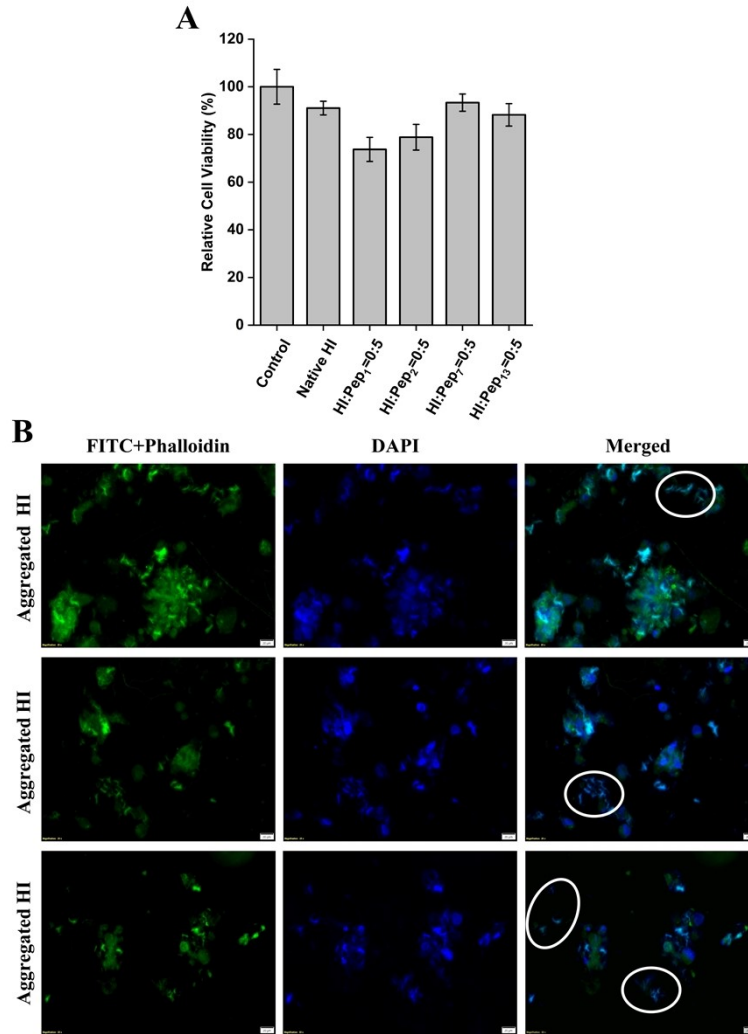 A
120
100
80
60
40
20
0
Relative Cell Viability (%)
Control
Native HI
HI:Pep₁=0:5
HI:Pep₂=0:5
HI:Pep₇=0:5
HI:Pep₁₃=0:5
B
FITC+Phalloidin DAPI Merged
Aggregated HI
Aggregated HI
Aggregated HI